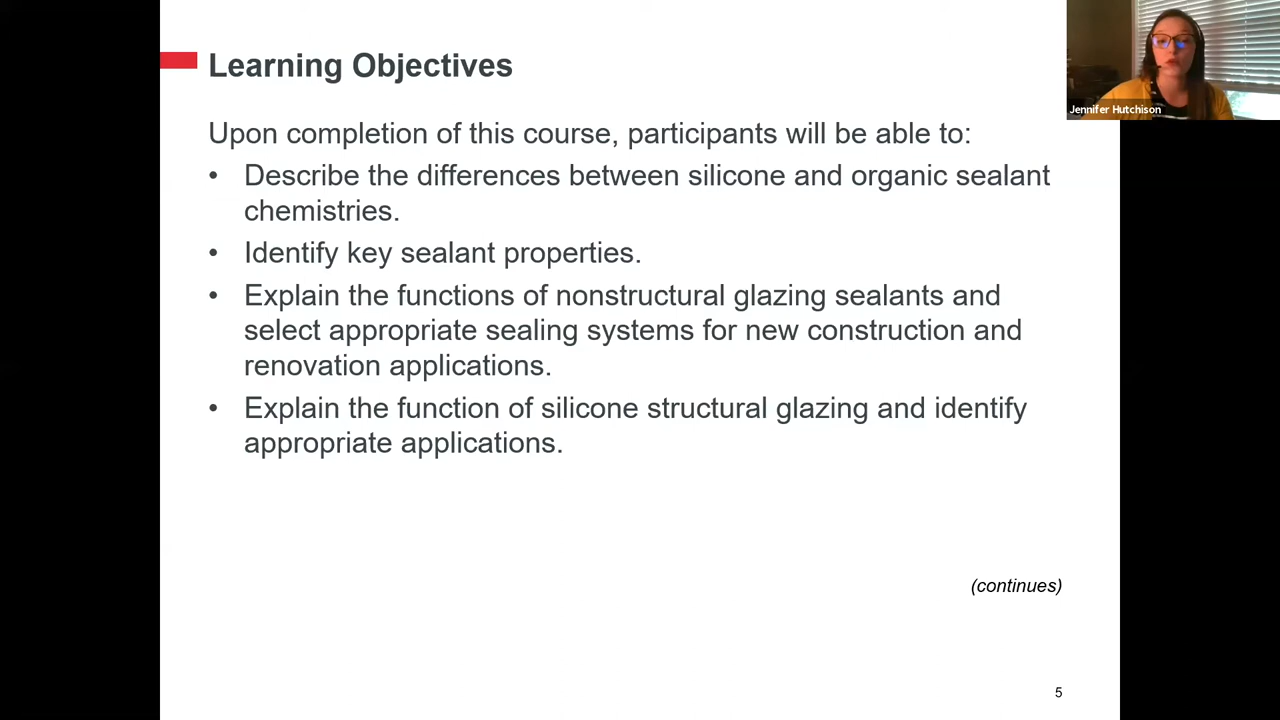 Learning Objectives
Jennifer Hutchison
Upon completion of this course, participants will be able to:
• Describe the differences between silicone and organic sealant
chemistries.
• Identify key sealant properties.
• Explain the functions of nonstructural glazing sealants and
select appropriate sealing systems for new construction and
renovation applications.
• Explain the function of silicone structural glazing and identify
appropriate applications.
(continues)
5